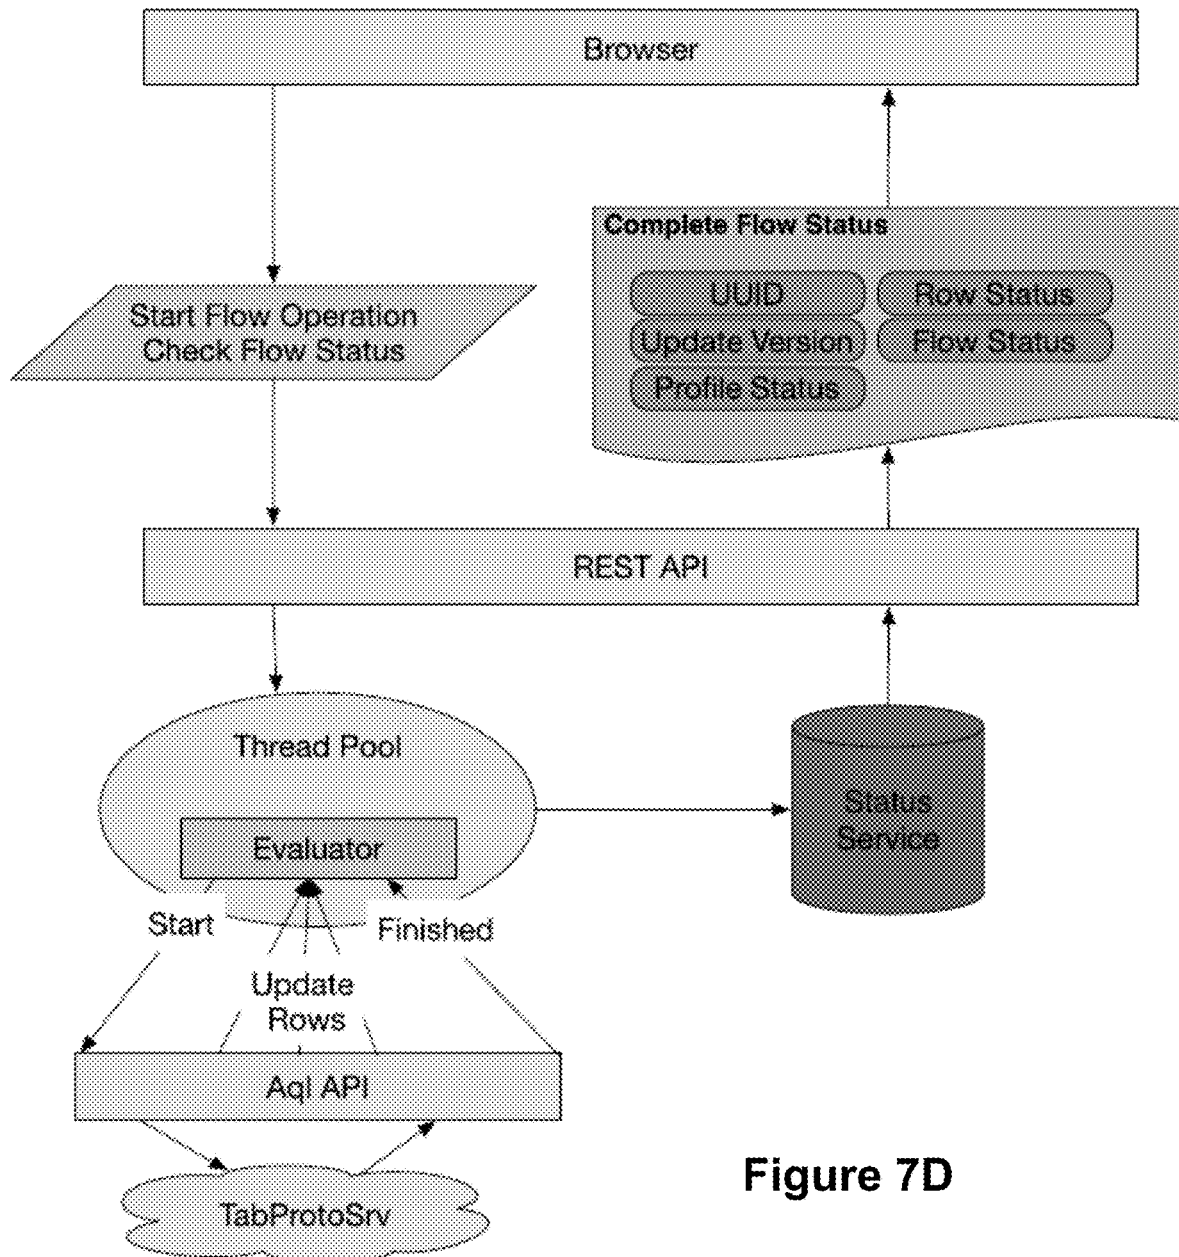 Browser
Complete Flow Status
UUID
Row Status
Start Flow Operation
Check Flow Status
Update Version
Flow Status
Profile Status
REST API
Thread Pool
Status
Service
Evaluator
Start
Finished
Update
Rows
Aql API
TabProtoSrv
Figure 7D